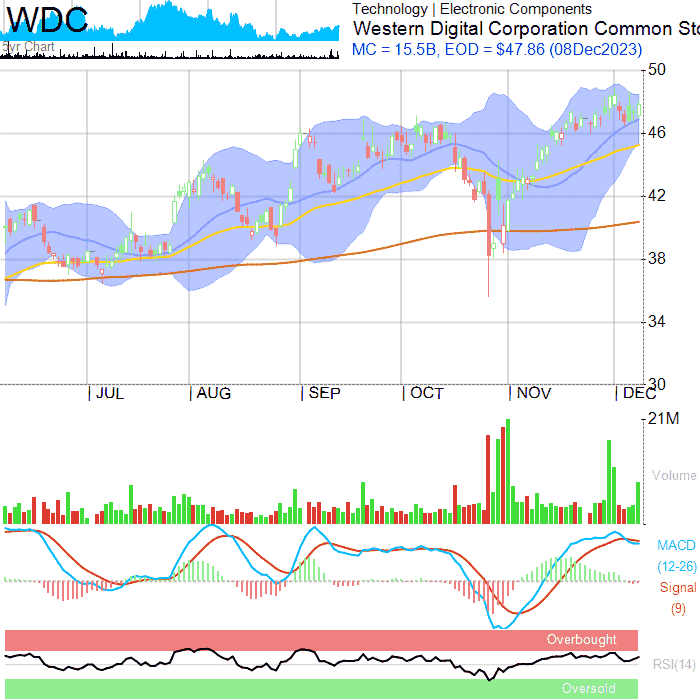 WDC
5yr Chart
Technology | Electronic Components
Western Digital Corporation Common Sto
MC = 15.5B, EOD = $47.86 (08Dec2023)
50
46
42
38
34
30
JUL AUG SEP OCT NOV DEC
21M
Volume
MACD
(12-26)
Signal
(9)
Overbought
RSI(14)
Oversold